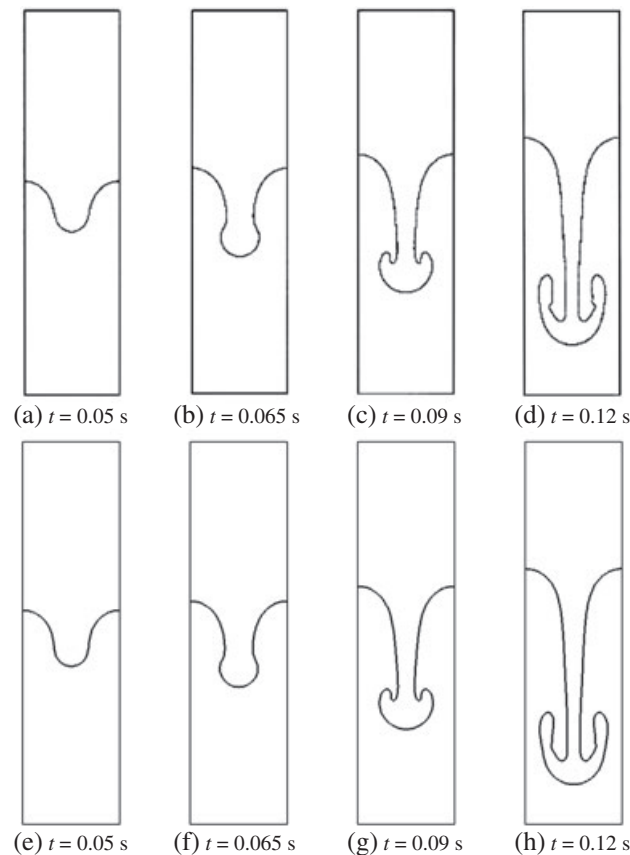 (a) t = 0.05 s (b) t = 0.065 s (c) t = 0.09 s (d) t = 0.12 s
(e) t = 0.05 s (f) t = 0.065 s (g) t = 0.09 s (h) t = 0.12 s